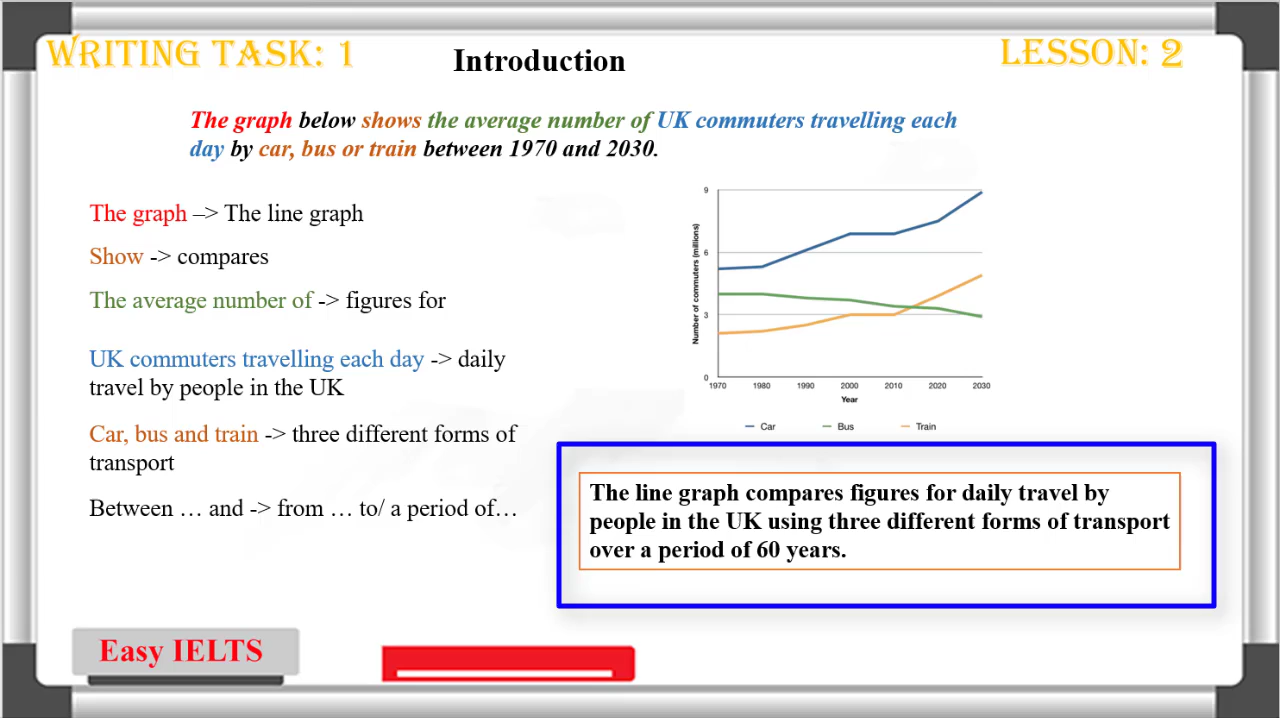 WRITING TASK: 1
Introduction
LESSON: 2
The graph below shows the average number of UK commuters travelling each
day by car, bus or train between 1970 and 2030.
The graph –> The line graph
Show -> compares
The average number of -> figures for
UK commuters travelling each day -> daily
travel by people in the UK
Car, bus and train -> three different forms of
transport
Between … and -> from … to/ a period of…
Number of commuters (millions)
9
6
3
0
1970 1980 1990 2000 2010 2020 2030
Year
Car Bus Train
The line graph compares figures for daily travel by
people in the UK using three different forms of transport
over a period of 60 years.
Easy IELTS